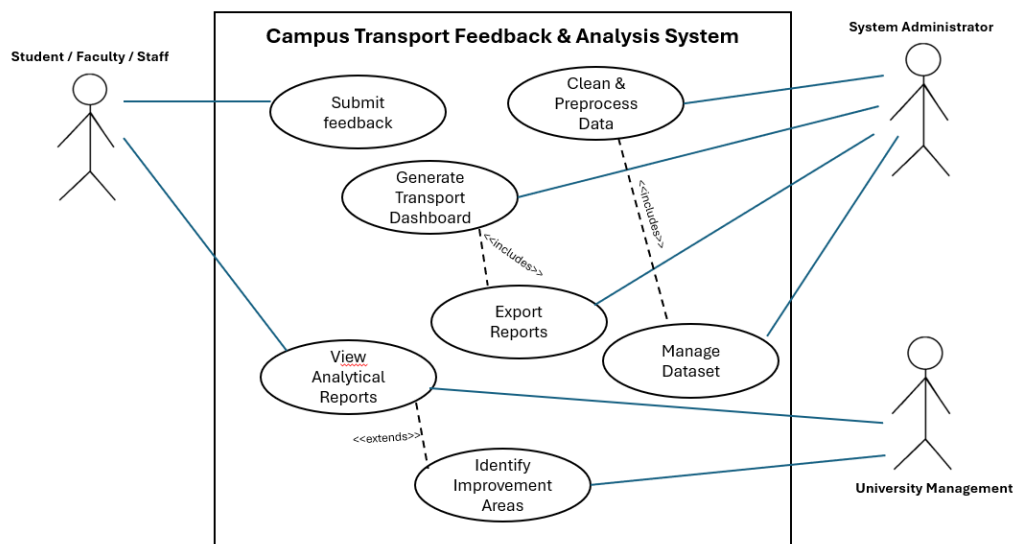 Campus Transport Feedback & Analysis System
Student / Faculty / Staff
System Administrator
Submit
feedback
Clean &
Preprocess
Data
Generate
Transport
Dashboard
<<includes>>
<<includes>>
Export
Reports
View
Analytical
Reports
Manage
Dataset
<<extends>>
Identify
Improvement
Areas
University Management